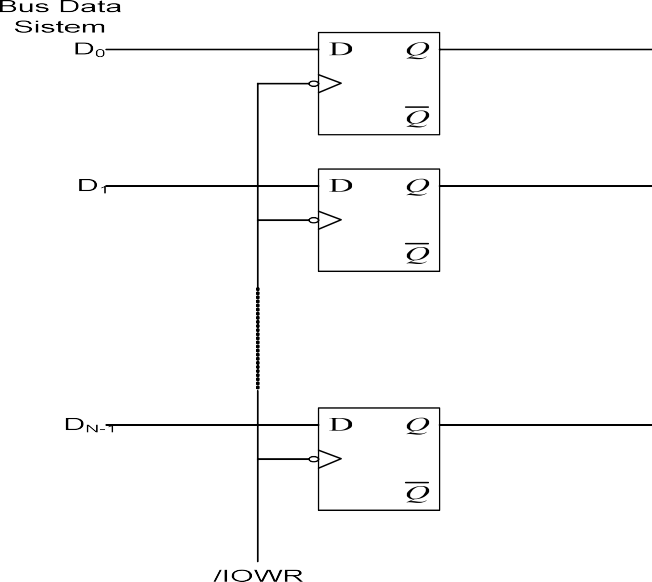 Bus Data
Sistem
D0
D Q
Q̅
D1
D Q
Q̅
DN-1
D Q
Q̅
/IOWR